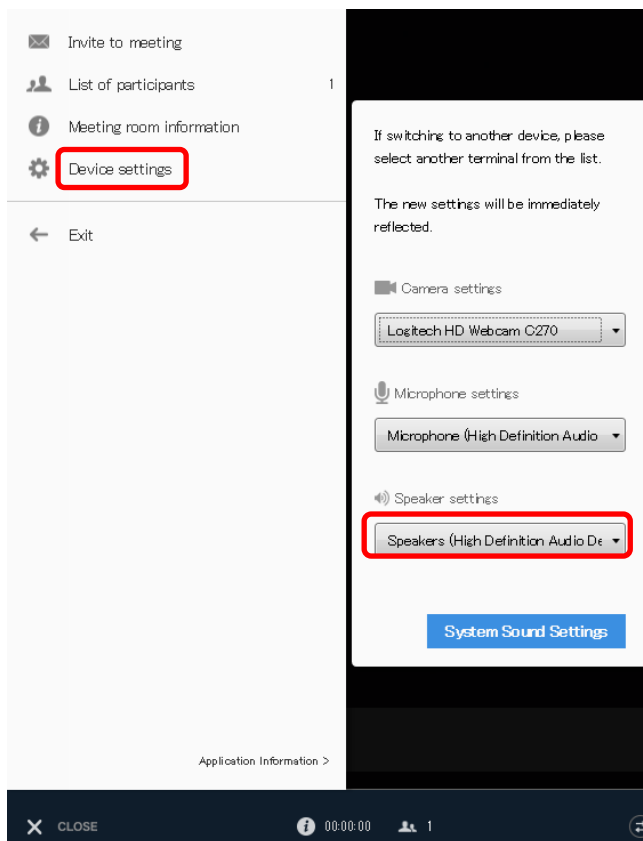 Invite to meeting
List of participants 1
Meeting room information
Device settings
Exit
If switching to another device, please
select another terminal from the list.
The new settings will be immediately
reflected.
Camera settings
Logitech HD Webcam C270
Microphone settings
Microphone (High Definition Audio
Speaker settings
Speakers (High Definition Audio De
System Sound Settings
Application Information >
CLOSE
00:00:00
1